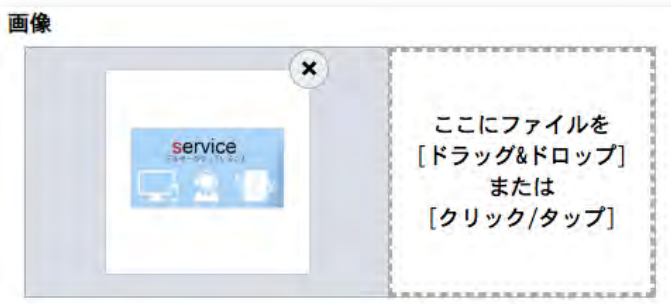 画像
service
ここにファイルを
[ドラッグ&ドロップ]
または
[クリック/タップ]